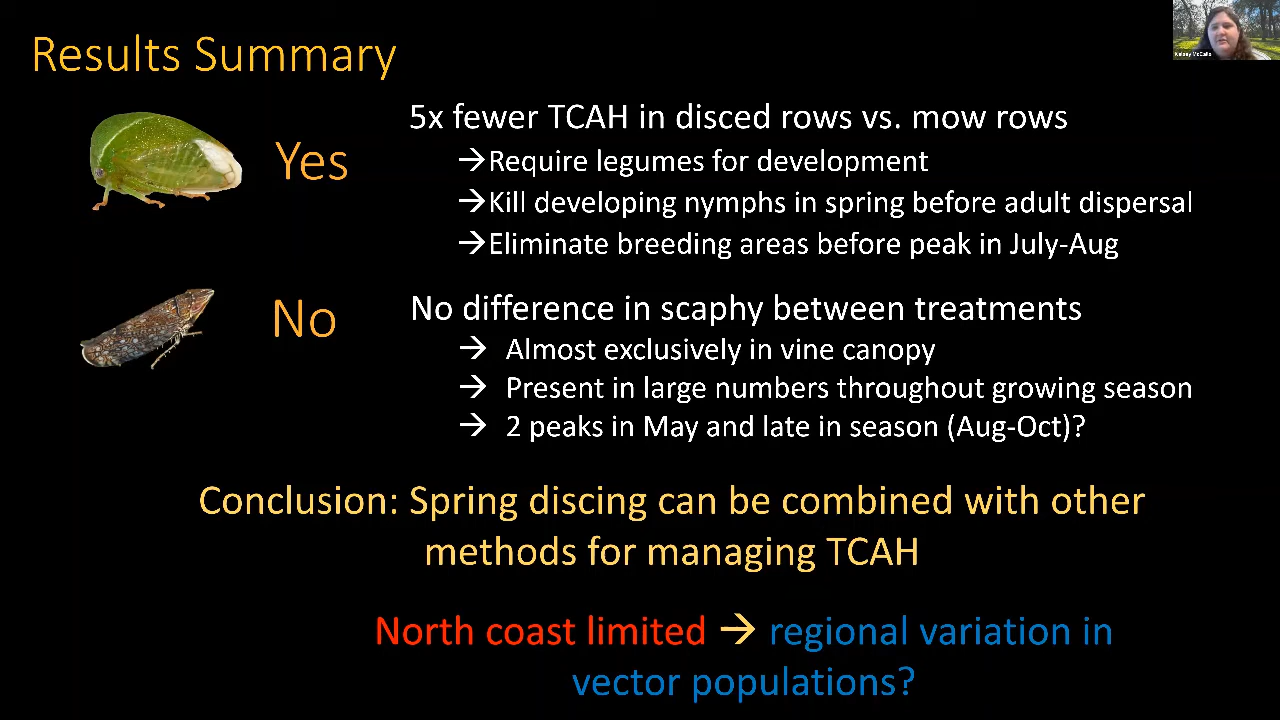 Results Summary
Kelsey McCalla
Yes
5x fewer TCAH in disced rows vs. mow rows
→Require legumes for development
→Kill developing nymphs in spring before adult dispersal
→Eliminate breeding areas before peak in July-Aug
No
No difference in scaphy between treatments
→ Almost exclusively in vine canopy
→ Present in large numbers throughout growing season
→ 2 peaks in May and late in season (Aug-Oct)?
Conclusion: Spring discing can be combined with other
methods for managing TCAH
North coast limited → regional variation in
vector populations?